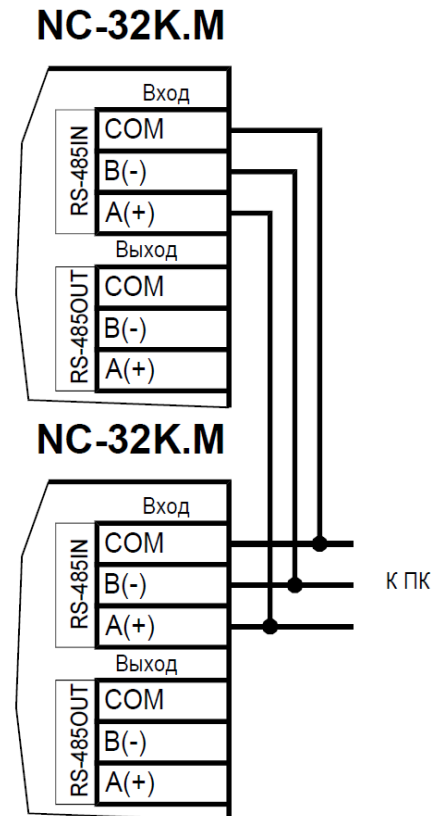 NC-32K.M
Вход
RS-485IN
COM
B(-)
A(+)
Выход
RS-485OUT
COM
B(-)
A(+)
NC-32K.M
Вход
RS-485IN
COM
B(-)
A(+)
К ПК
Выход
RS-485OUT
COM
B(-)
A(+)